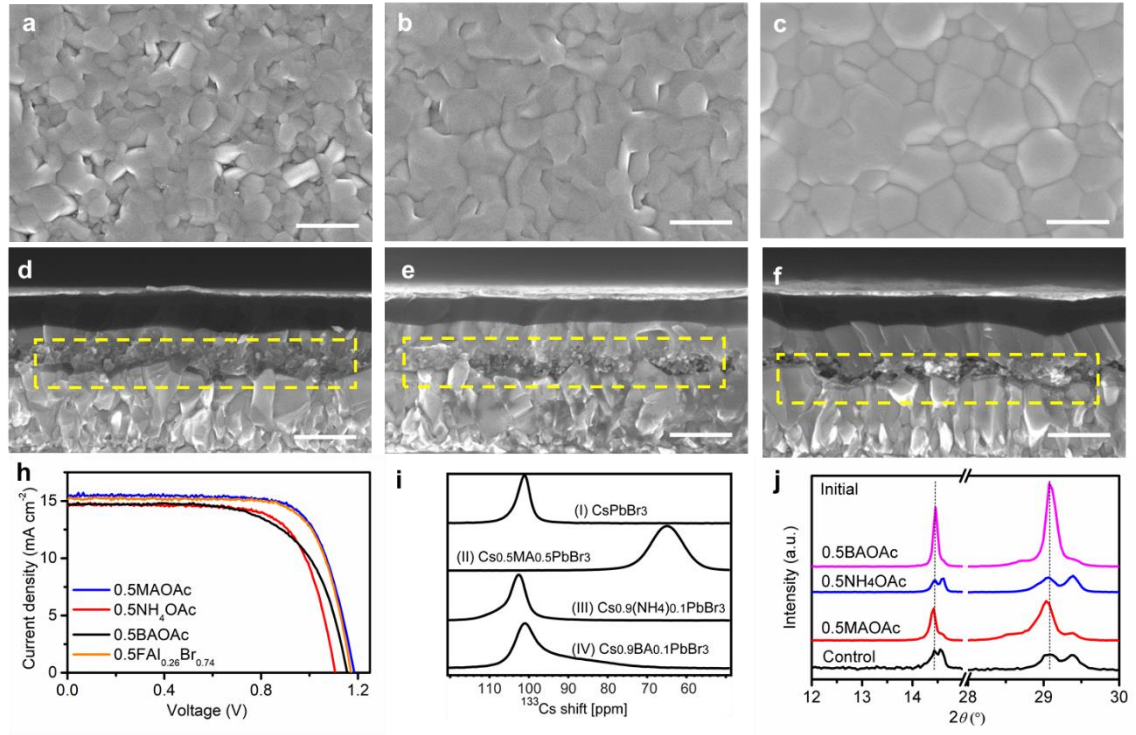 a
b
c
d
e
f
h
Current density (mA cm⁻²)
15
10
5
0
0.0
0.4
0.8
1.2
Voltage (V)
0.5MAOAc
0.5NH₄OAc
0.5BAOAc
0.5FAI₀.₂₆Br₀.₇₄
i
(I) CsPbBr3
(II) Cs0.5MA0.5PbBr3
(III) Cs0.9(NH4)0.1PbBr3
(IV) Cs0.9BA0.1PbBr3
110
100
90
80
70
60
¹³³Cs shift [ppm]
j
Intensity (a.u.)
Initial
0.5BAOAc
0.5NH4OAc
0.5MAOAc
Control
12
14
28
29
30
2θ (°)